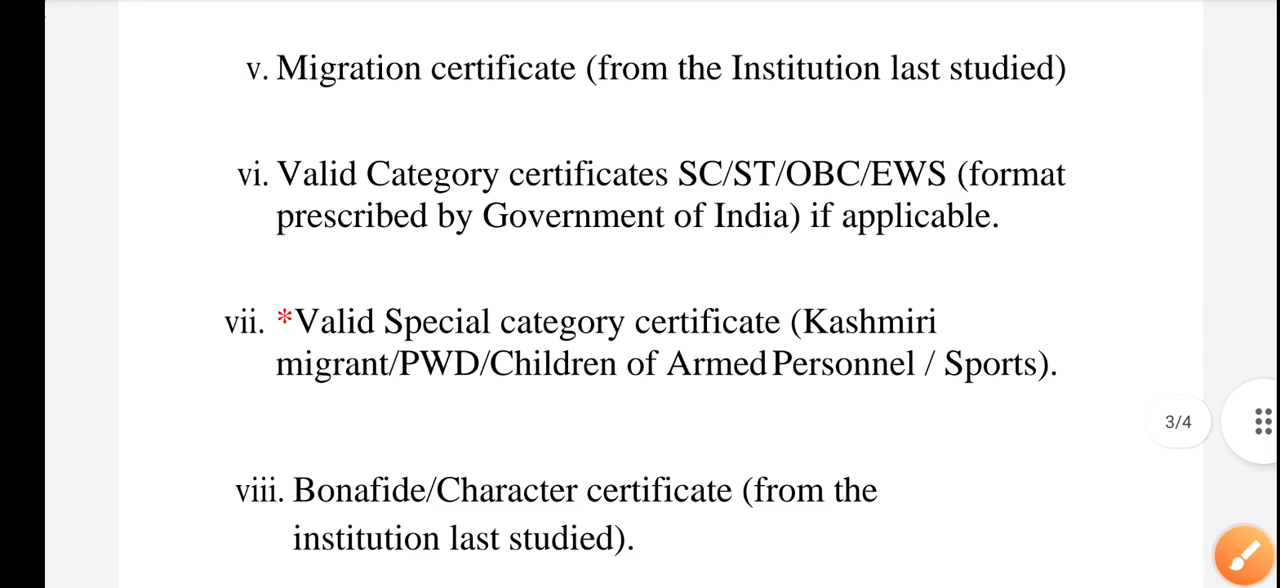 v. Migration certificate (from the Institution last studied)
vi. Valid Category certificates SC/ST/OBC/EWS (format
prescribed by Government of India) if applicable.
vii. *Valid Special category certificate (Kashmiri
migrant/PWD/Children of Armed Personnel / Sports).
3/4
viii. Bonafide/Character certificate (from the
institution last studied).